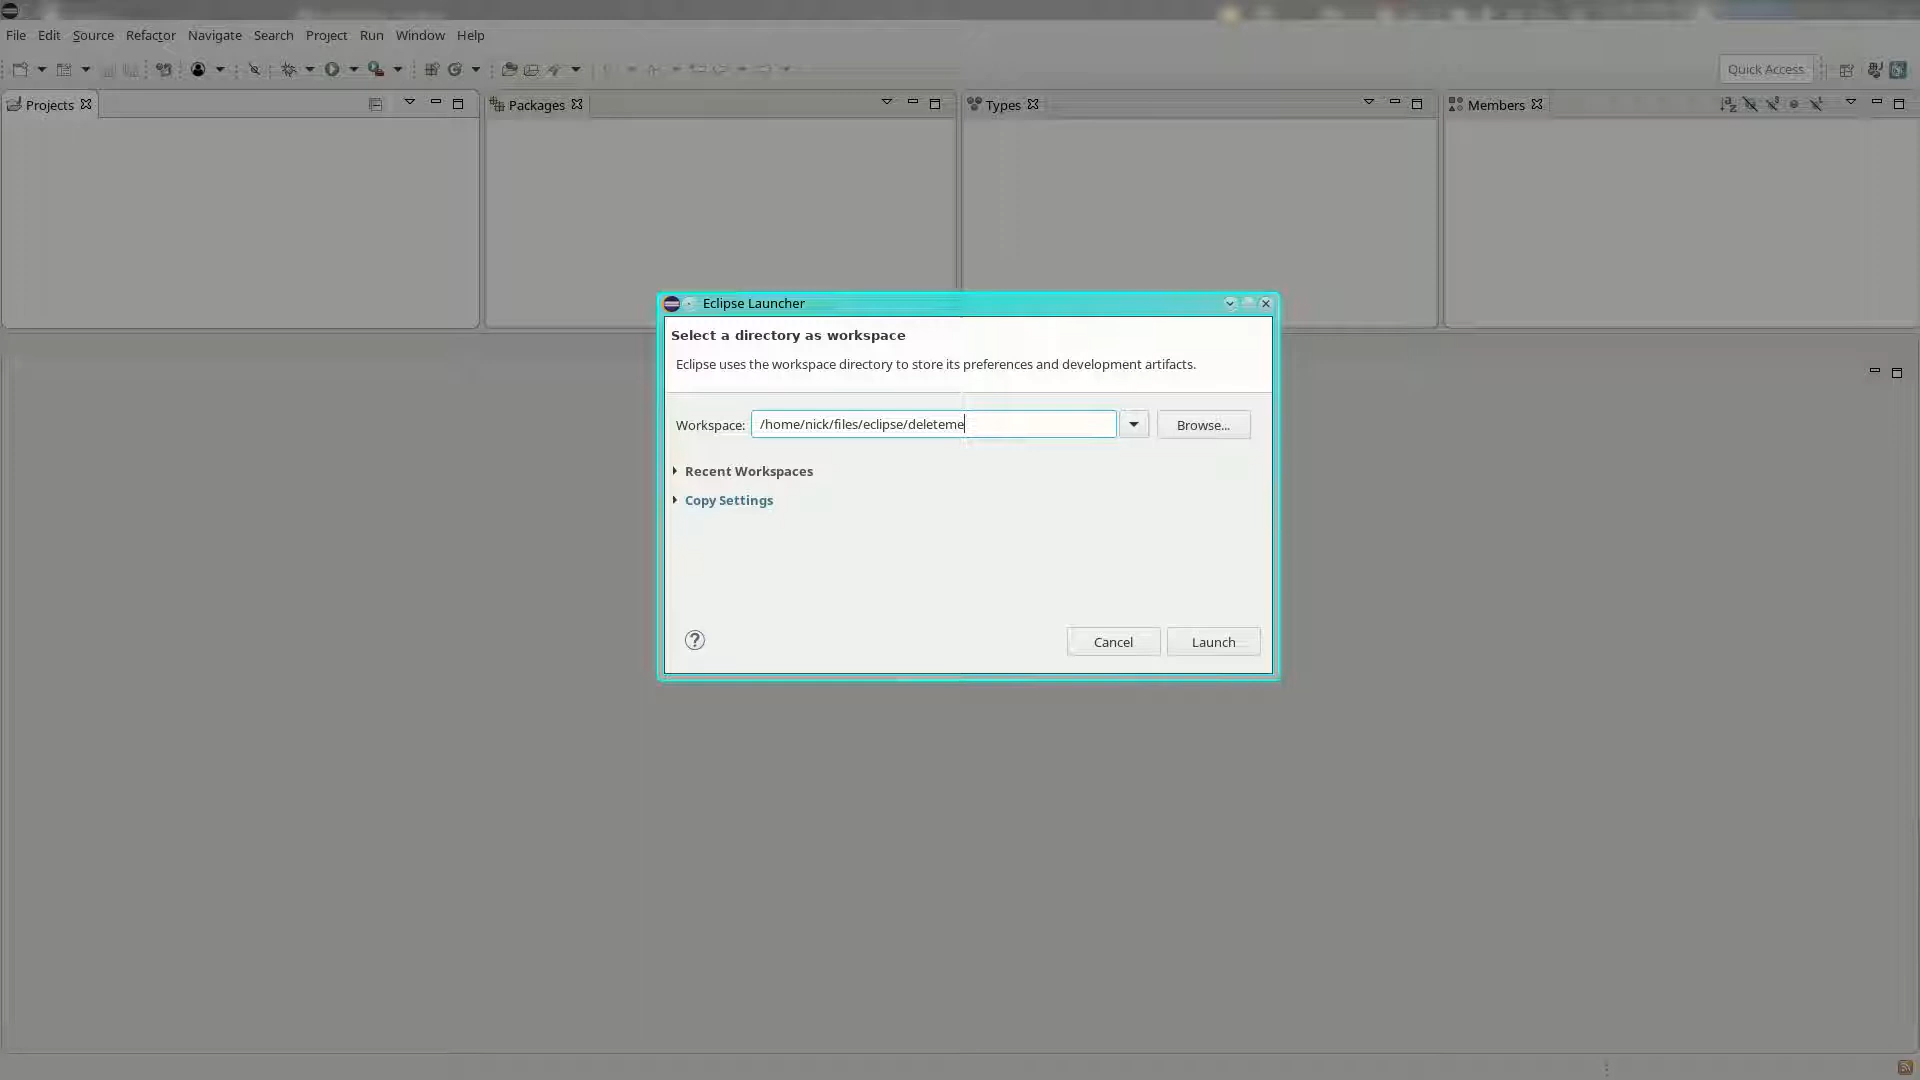 File Edit Source Refactor Navigate Search Project Run Window Help
Quick Access
Projects Packages Types Members
Eclipse Launcher
Select a directory as workspace
Eclipse uses the workspace directory to store its preferences and development artifacts.
Workspace: /home/nick/files/eclipse/deleteme Browse...
Recent Workspaces
Copy Settings
? Cancel Launch